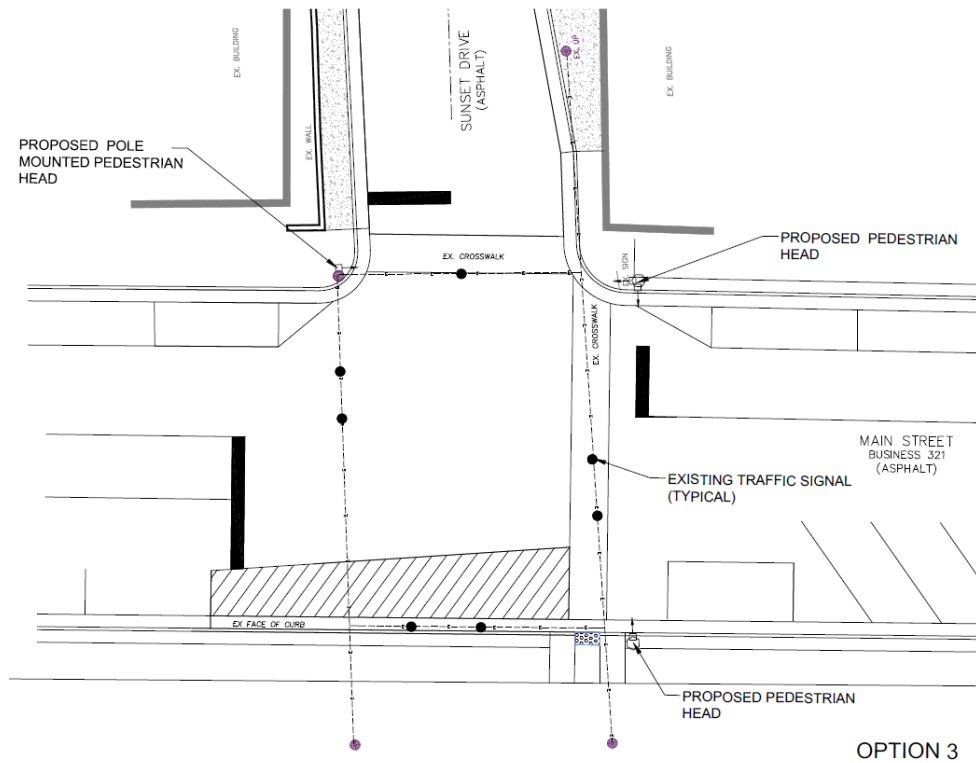 EX. UP
SUNSET DRIVE
(ASPHALT)
EX. BUILDING
EX. BUILDING
PROPOSED POLE
MOUNTED PEDESTRIAN
HEAD
EX. WALL
EX. CROSSWALK
EX. SIGN
PROPOSED PEDESTRIAN
HEAD
EX. CROSSWALK
MAIN STREET
BUSINESS 321
(ASPHALT)
EXISTING TRAFFIC SIGNAL
(TYPICAL)
EX FACE OF CURB
PROPOSED PEDESTRIAN
HEAD
OPTION 3